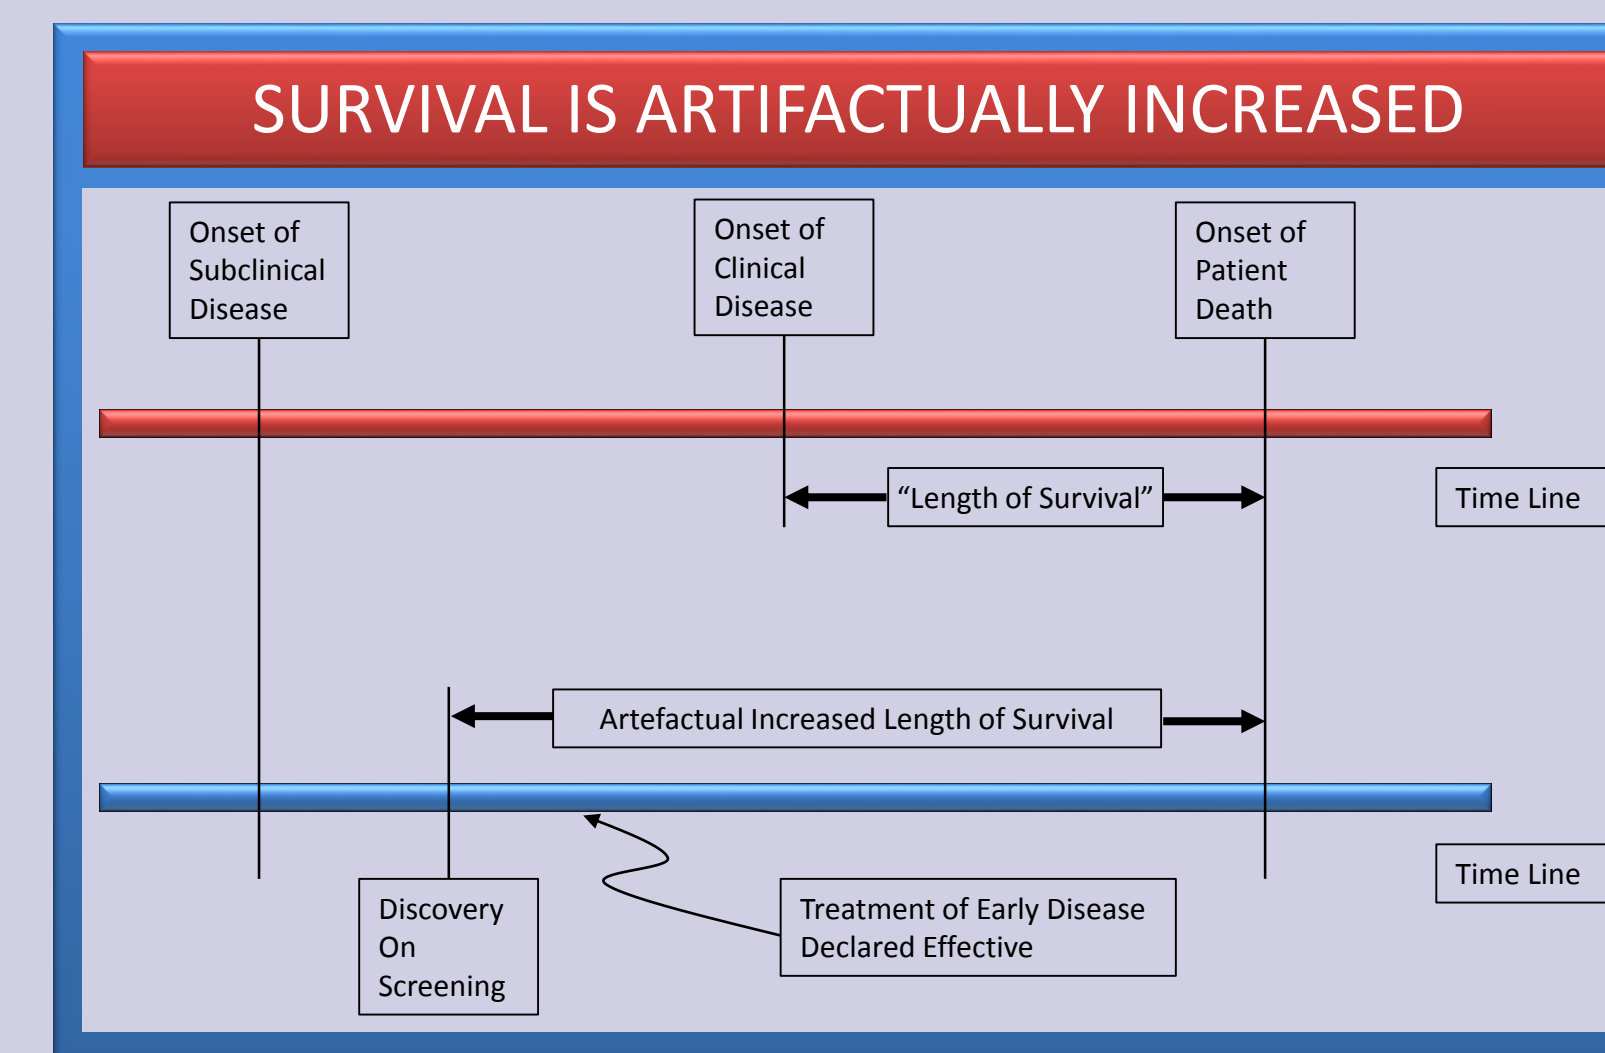 SURVIVAL IS ARTIFACTUALLY INCREASED
Onset of
Subclinical
Disease
Onset of
Clinical
Disease
Onset of
Patient
Death
“Length of Survival”
Time Line
Artefactual Increased Length of Survival
Time Line
Discovery
On
Screening
Treatment of Early Disease
Declared Effective